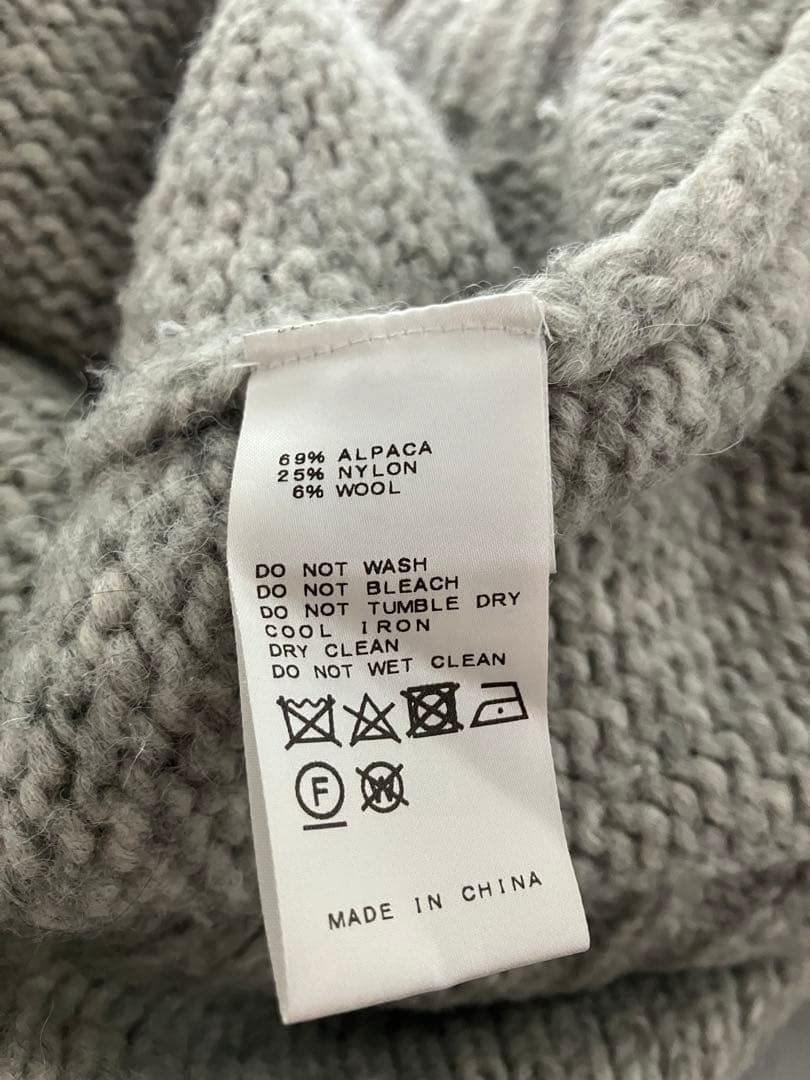 69% ALPACA
25% NYLON
6% WOOL
DO NOT WASH
DO NOT BLEACH
DO NOT TUMBLE DRY
COOL IRON
DRY CLEAN
DO NOT WET CLEAN
F W
MADE IN CHINA